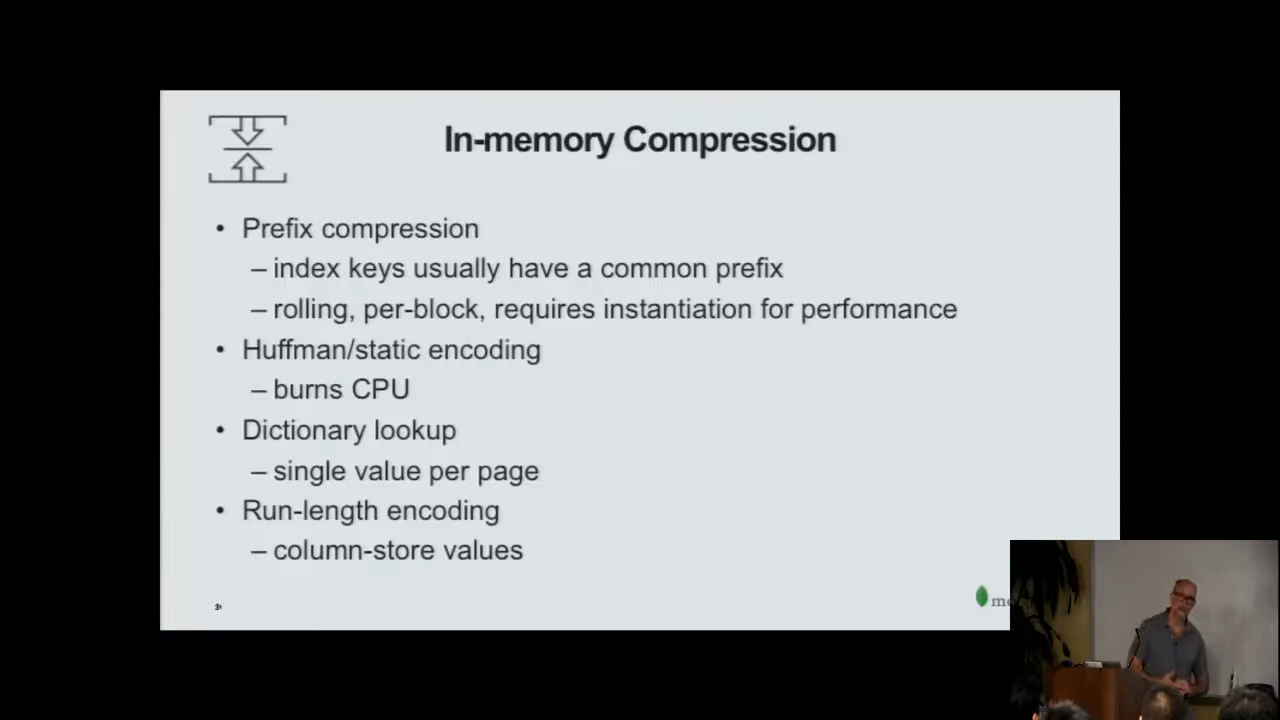 In-memory Compression
• Prefix compression
– index keys usually have a common prefix
– rolling, per-block, requires instantiation for performance
• Huffman/static encoding
– burns CPU
• Dictionary lookup
– single value per page
• Run-length encoding
– column-store values